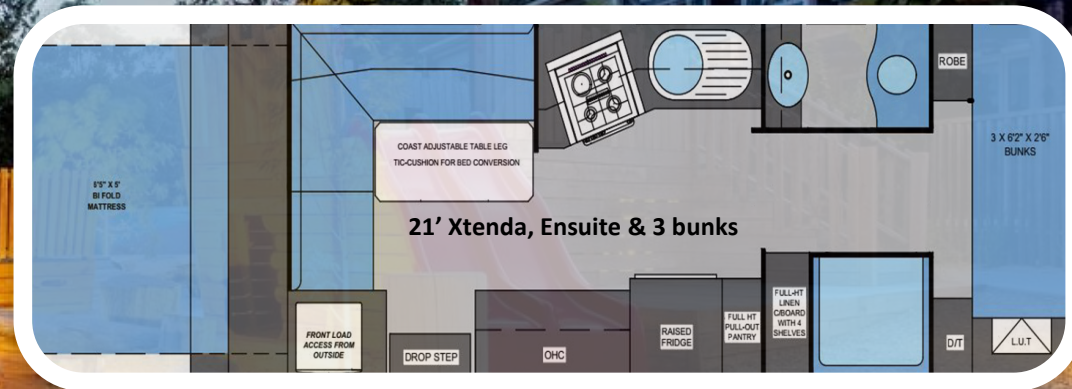 5'5" X 5'
BI FOLD
MATTRESS
COAST ADJUSTABLE TABLE LEG
TIC-CUSHION FOR BED CONVERSION
ROBE
3 X 6'2" X 2'6"
BUNKS
21' Xtenda, Ensuite & 3 bunks
FRONT LOAD
ACCESS FROM
OUTSIDE
DROP STEP
OHC
RAISED
FRIDGE
FULL HT
PULL-OUT
PANTRY
FULL-HT
LINEN
C/BOARD
WITH 4
SHELVES
D/T
L.U.T